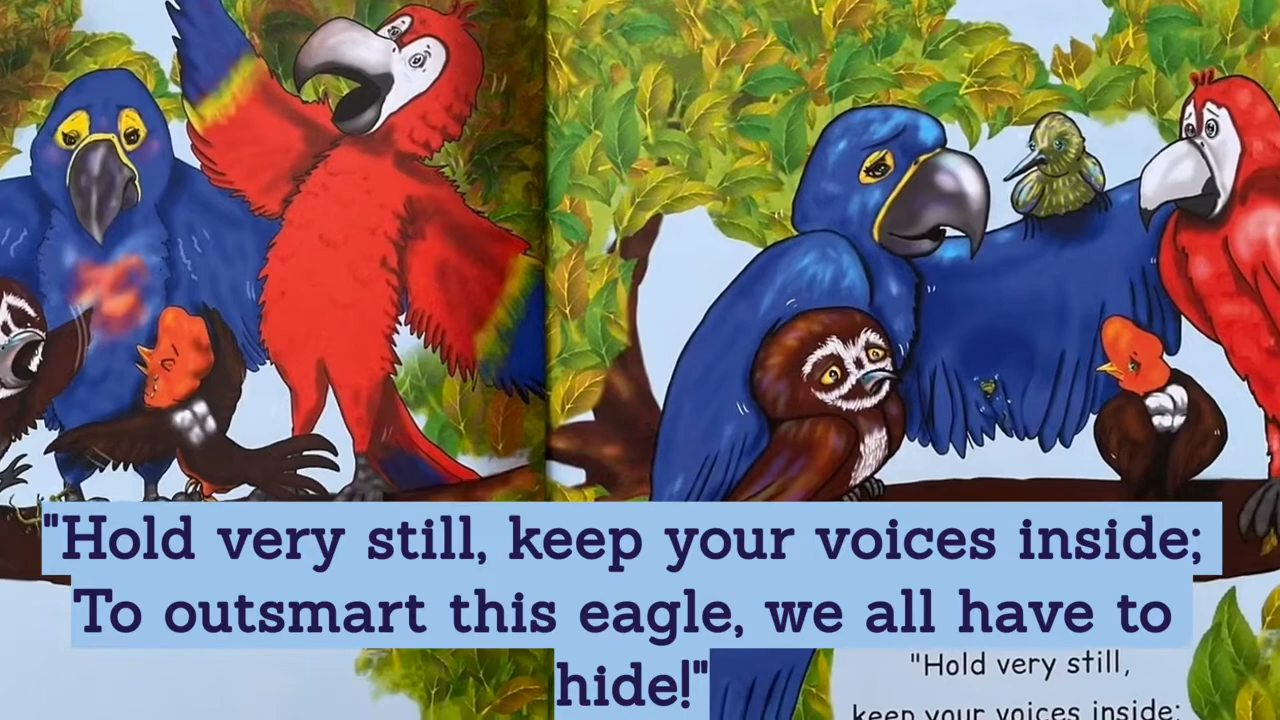 "Hold very still, keep your voices inside;
To outsmart this eagle, we all have to
hide!"
"Hold very still,
keep your voices inside;